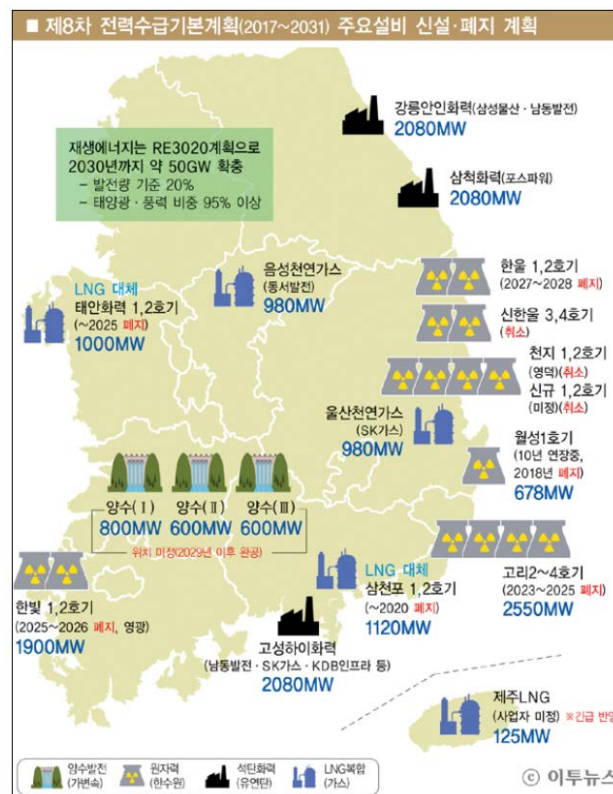 ■ 제8차 전력수급기본계획(2017~2031) 주요설비 신설·폐지 계획
강릉안인화력(삼성물산·남동발전)
2080MW
재생에너지는 RE3020계획으로
2030년까지 약 50GW 확충
- 발전량 기준 20%
- 태양광·풍력 비중 95% 이상
삼척화력(포스파워)
2080MW
음성천연가스
(동서발전)
980MW
한울 1,2호기
(2027~2028 폐지)
LNG 대체
태안화력 1,2호기
(~2025 폐지)
1000MW
신한울 3,4호기
(취소)
천지 1,2호기
(영덕)(취소)
신규 1,2호기
(미정)(취소)
울산천연가스
(SK가스)
980MW
월성1호기
(10년 연장중,
2018년 폐지)
678MW
양수(Ⅰ) 양수(Ⅱ) 양수(Ⅲ)
800MW 600MW 600MW
위치 미정(2029년 이후 완공)
한빛 1,2호기
(2025~2026 폐지, 영광)
1900MW
LNG 대체
삼천포 1,2호기
(~2020 폐지)
1120MW
고리2~4호기
(2023~2025 폐지)
2550MW
고성하이화력
(남동발전·SK가스·KDB인프라 등)
2080MW
제주LNG
(사업자 미정) ※긴급 반영
125MW
양수발전
(가변속)
원자력
(한수원)
석탄화력
(유연탄)
LNG복합
(가스)
ⓒ 이투뉴스